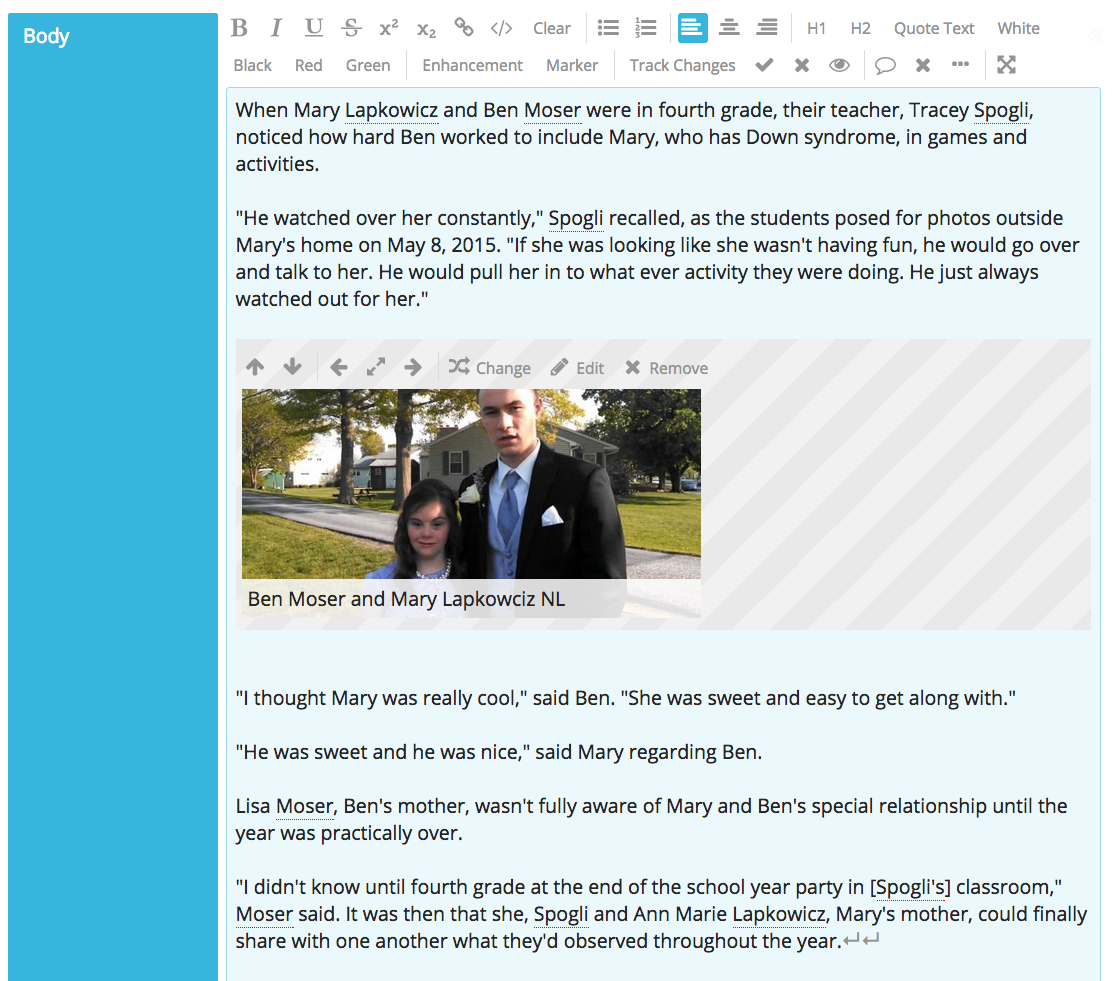 Body
B I U S x² x₂ </> Clear H1 H2 Quote Text White
Black Red Green Enhancement Marker Track Changes
When Mary Lapkowicz and Ben Moser were in fourth grade, their teacher, Tracey Spogli,
noticed how hard Ben worked to include Mary, who has Down syndrome, in games and
activities.
"He watched over her constantly," Spogli recalled, as the students posed for photos outside
Mary's home on May 8, 2015. "If she was looking like she wasn't having fun, he would go over
and talk to her. He would pull her in to what ever activity they were doing. He just always
watched out for her."
Change Edit Remove
Ben Moser and Mary Lapkowciz NL
"I thought Mary was really cool," said Ben. "She was sweet and easy to get along with."
"He was sweet and he was nice," said Mary regarding Ben.
Lisa Moser, Ben's mother, wasn't fully aware of Mary and Ben's special relationship until the
year was practically over.
"I didn't know until fourth grade at the end of the school year party in [Spogli's] classroom,"
Moser said. It was then that she, Spogli and Ann Marie Lapkowicz, Mary's mother, could finally
share with one another what they'd observed throughout the year.↵↵